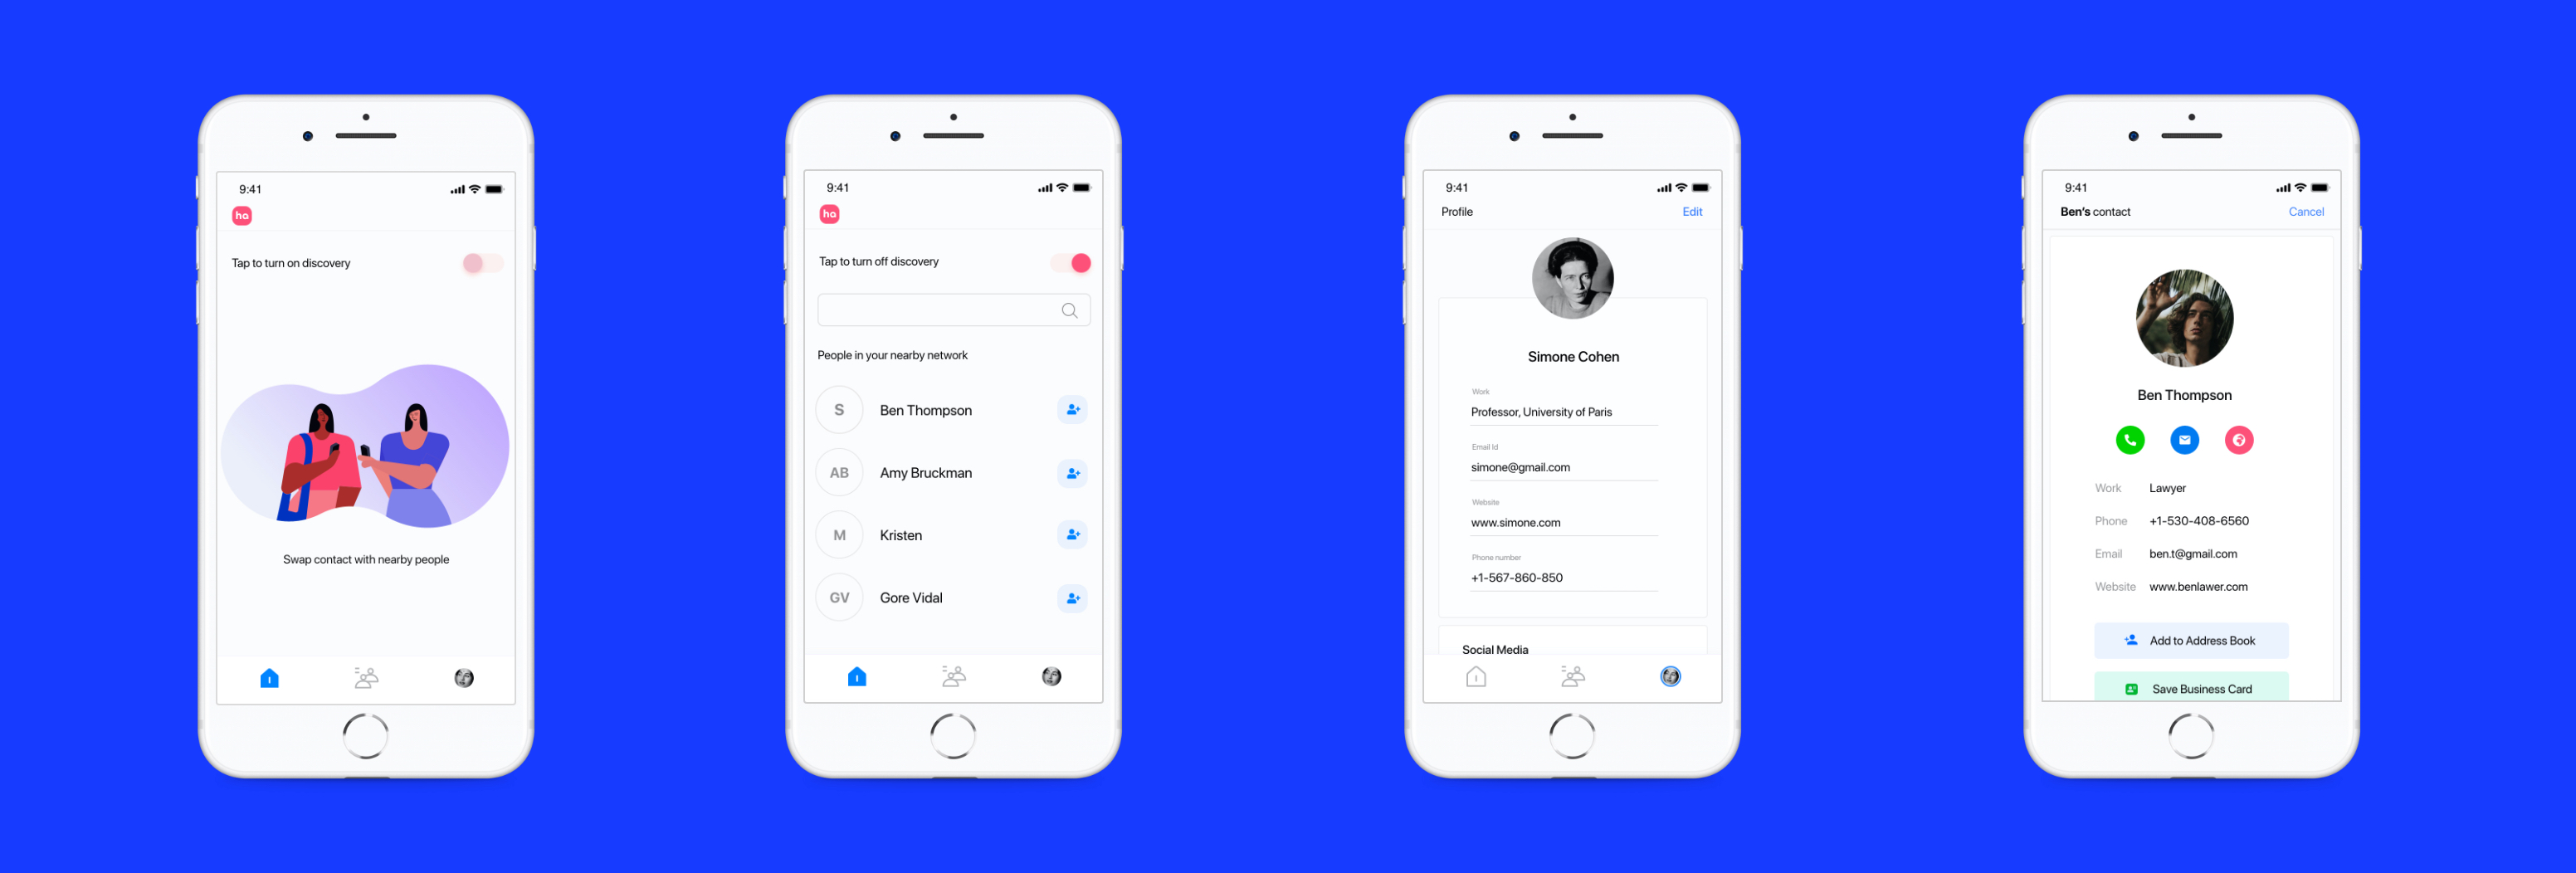 9:41
ha
Tap to turn on discovery
Swap contact with nearby people
9:41
ha
Tap to turn off discovery
People in your nearby network
S
Ben Thompson
AB
Amy Bruckman
M
Kristen
GV
Gore Vidal
9:41
Profile
Edit
Simone Cohen
Work
Professor, University of Paris
Email Id
simone@gmail.com
Website
www.simone.com
Phone number
+1-567-860-850
Social Media
9:41
Ben's contact
Cancel
Ben Thompson
Work Lawyer
Phone +1-530-408-6560
Email ben.t@gmail.com
Website www.benlawer.com
Add to Address Book
Save Business Card